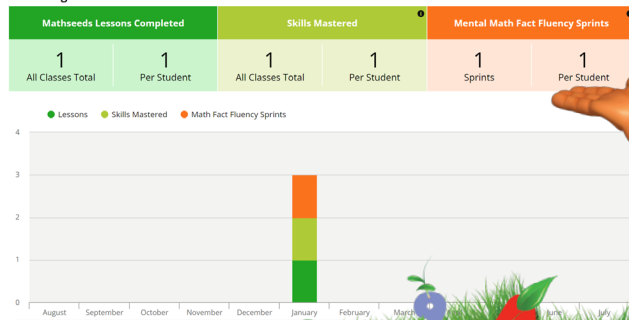 Mathseeds Lessons Completed
Skills Mastered
Mental Math Fact Fluency Sprints
1 1 1 1 1 1
All Classes Total Per Student All Classes Total Per Student Sprints Per Student
Lessons Skills Mastered Math Fact Fluency Sprints
4
3
2
1
0
August September October November December January February March June July